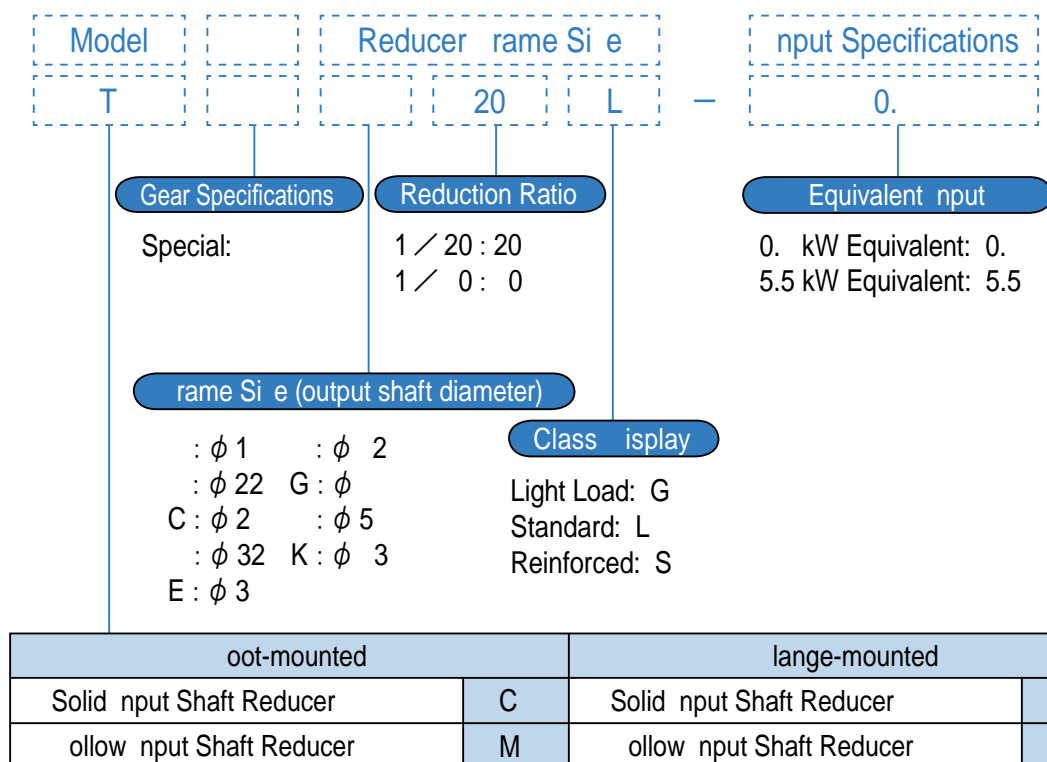 Model Reducer rame Si e nput Specifications
T 20 L – 0.
Gear Specifications Reduction Ratio Equivalent nput
Special: 1／20 : 20 0. kW Equivalent: 0.
1／ 0 : 0 5.5 kW Equivalent: 5.5
rame Si e (output shaft diameter)
Class isplay
: ϕ 1 : ϕ 2
: ϕ 22 G : ϕ
C : ϕ 2 : ϕ 5
: ϕ 32 K : ϕ 3
E : ϕ 3
Light Load: G
Standard: L
Reinforced: S
oot-mounted lange-mounted
Solid nput Shaft Reducer C Solid nput Shaft Reducer
ollow nput Shaft Reducer M ollow nput Shaft Reducer